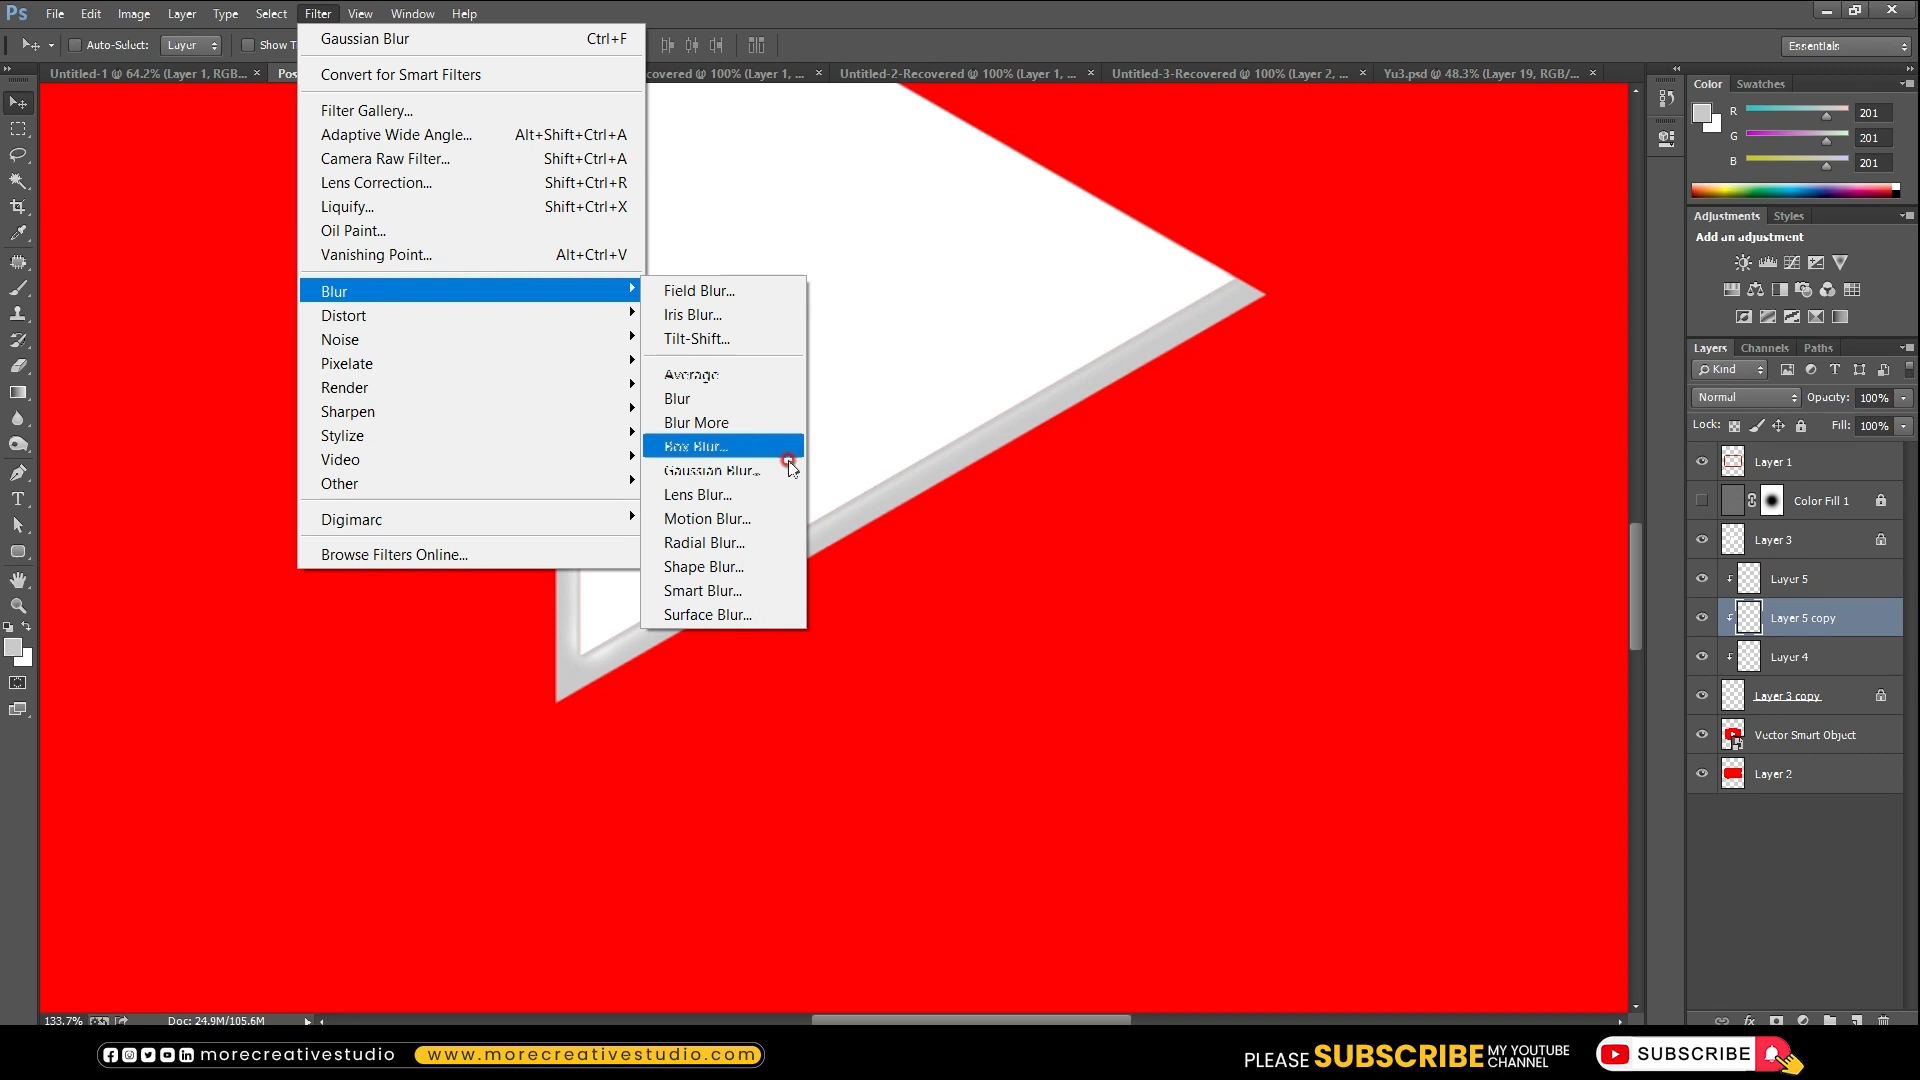 Ps File Edit Image Layer Type Select Filter View Window Help
Auto-Select: Layer Show T
Essentials
Untitled-1 @ 64.2% (Layer 1, RGB... × Pos
covered @ 100% (Layer 1, ... × Untitled-2-Recovered @ 100% (Layer 1, ... × Untitled-3-Recovered @ 100% (Layer 2, ... × Yu3.psd @ 48.3% (Layer 19, RGB/... ×
Gaussian Blur Ctrl+F
Convert for Smart Filters
Filter Gallery...
Adaptive Wide Angle... Alt+Shift+Ctrl+A
Camera Raw Filter... Shift+Ctrl+A
Lens Correction... Shift+Ctrl+R
Liquify... Shift+Ctrl+X
Oil Paint...
Vanishing Point... Alt+Ctrl+V
Blur
Distort
Noise
Pixelate
Render
Sharpen
Stylize
Video
Other
Digimarc
Browse Filters Online...
Field Blur...
Iris Blur...
Tilt-Shift...
Average
Blur
Blur More
Box Blur...
Gaussian Blur...
Lens Blur...
Motion Blur...
Radial Blur...
Shape Blur...
Smart Blur...
Surface Blur...
Color Swatches
R 201
G 201
B 201
Adjustments Styles
Add an adjustment
Layers Channels Paths
Kind
Normal Opacity: 100%
Lock: Fill: 100%
Layer 1
Color Fill 1
Layer 3
Layer 5
Layer 5 copy
Layer 4
Layer 3 copy
Vector Smart Object
Layer 2
133.7% Doc: 24.9M/105.6M
morecreativestudio www.morecreativestudio.com
PLEASE SUBSCRIBE MY YOUTUBE CHANNEL
SUBSCRIBE